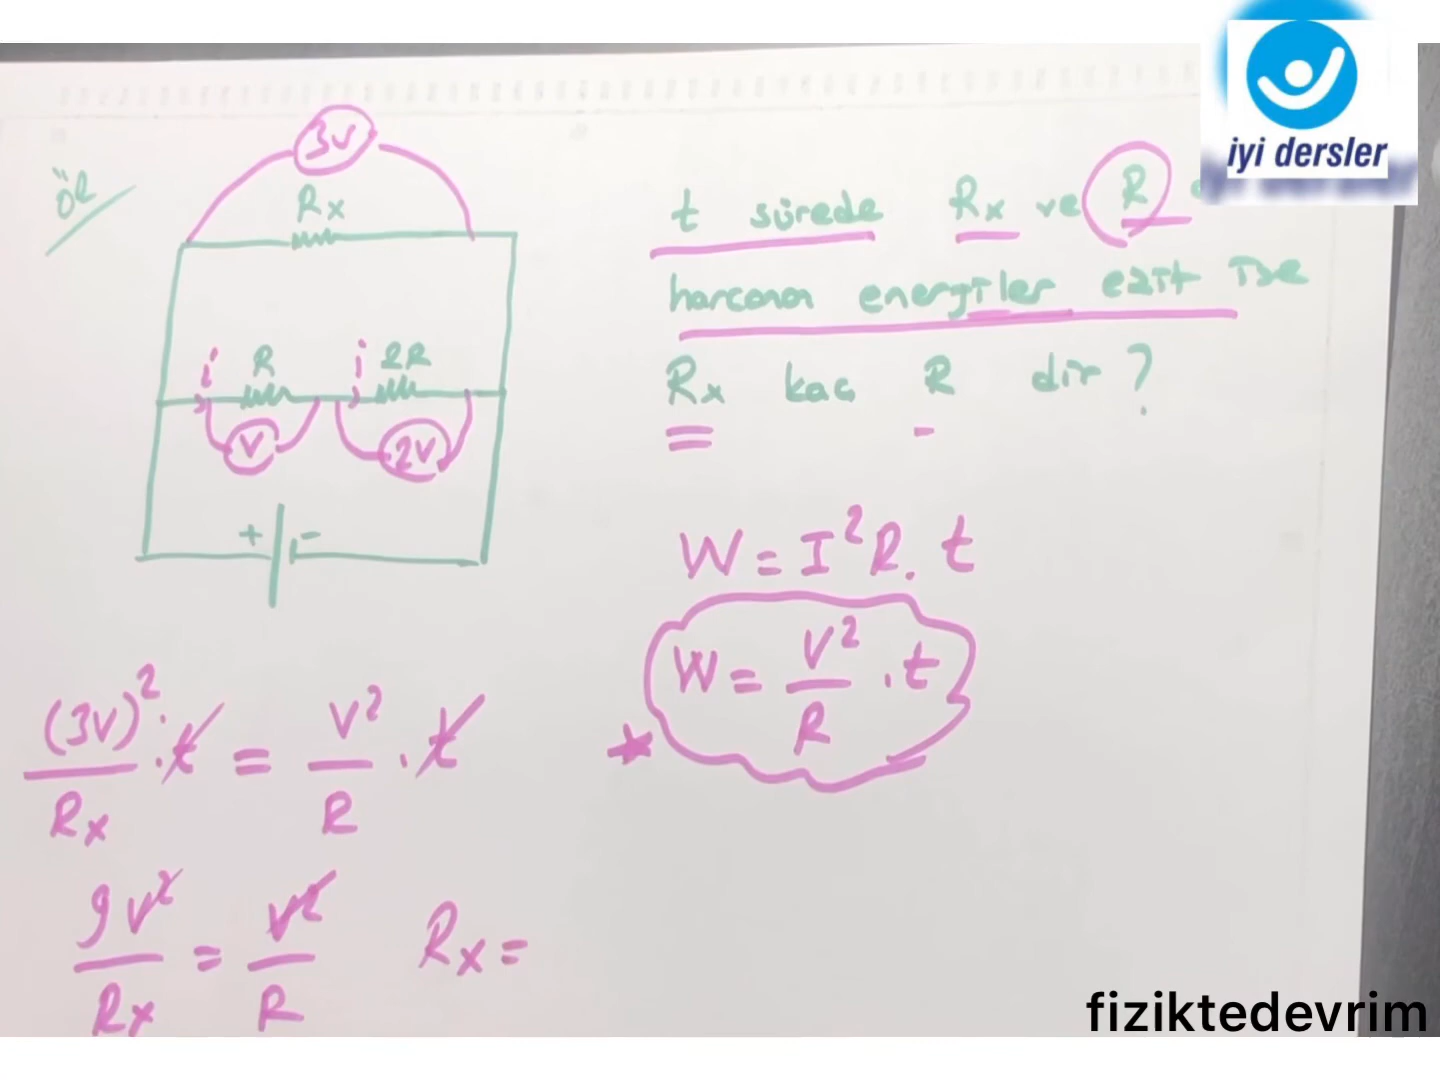 iyi dersler
ör
3V
Rx
i R i 2R
V 2V
+ -
t sürede Rx ve R
harcanan enerjiler eşit ise
Rx kaç R dir?
W = I²R.t
W = V²/R .t
(3V)²/Rx .t = V²/R .t
9V²/Rx = V²/R Rx =
fiziktedevrim